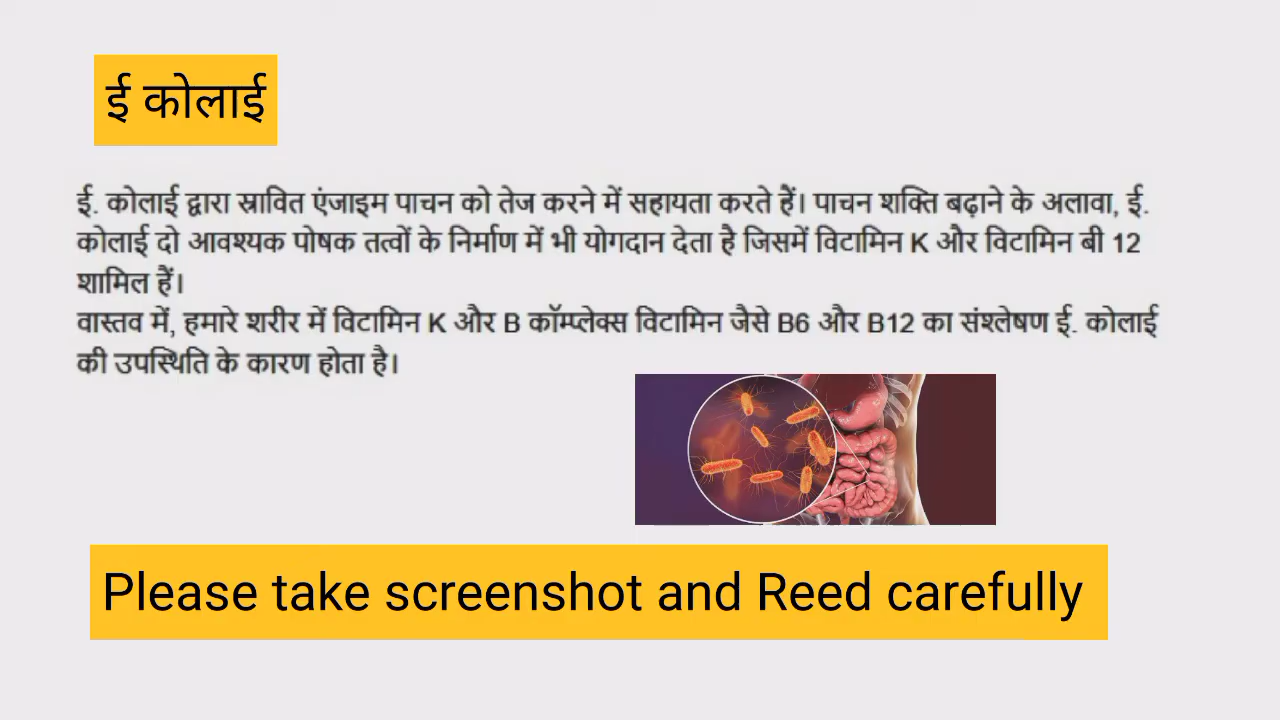 ई कोलाई
ई. कोलाई द्वारा स्रावित एंजाइम पाचन को तेज करने में सहायता करते हैं। पाचन शक्ति बढ़ाने के अलावा, ई.
कोलाई दो आवश्यक पोषक तत्वों के निर्माण में भी योगदान देता है जिसमें विटामिन K और विटामिन बी 12
शामिल हैं।
वास्तव में, हमारे शरीर में विटामिन K और B कॉम्प्लेक्स विटामिन जैसे B6 और B12 का संश्लेषण ई. कोलाई
की उपस्थिति के कारण होता है।
Please take screenshot and Reed carefully